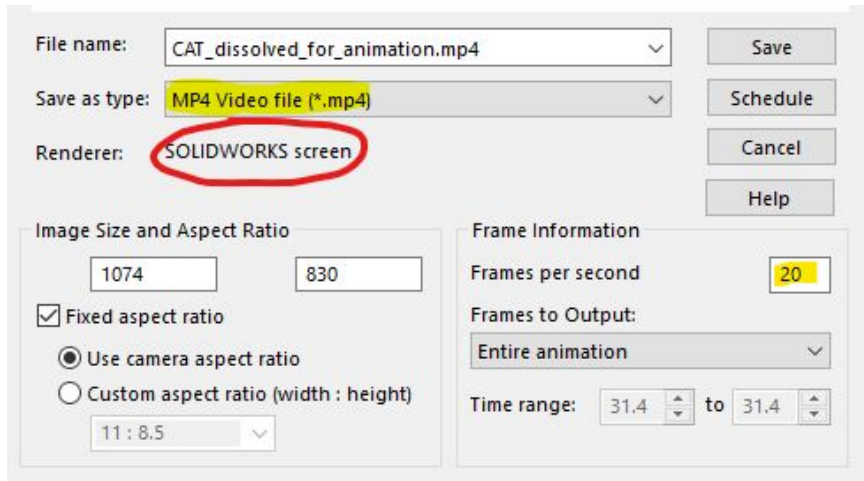 File name: CAT_dissolved_for_animation.mp4 Save
Save as type: MP4 Video file (*.mp4) Schedule
Renderer: SOLIDWORKS screen Cancel
Help
Image Size and Aspect Ratio
1074 830
Fixed aspect ratio
Use camera aspect ratio
Custom aspect ratio (width : height)
11 : 8.5
Frame Information
Frames per second 20
Frames to Output:
Entire animation
Time range: 31.4 to 31.4